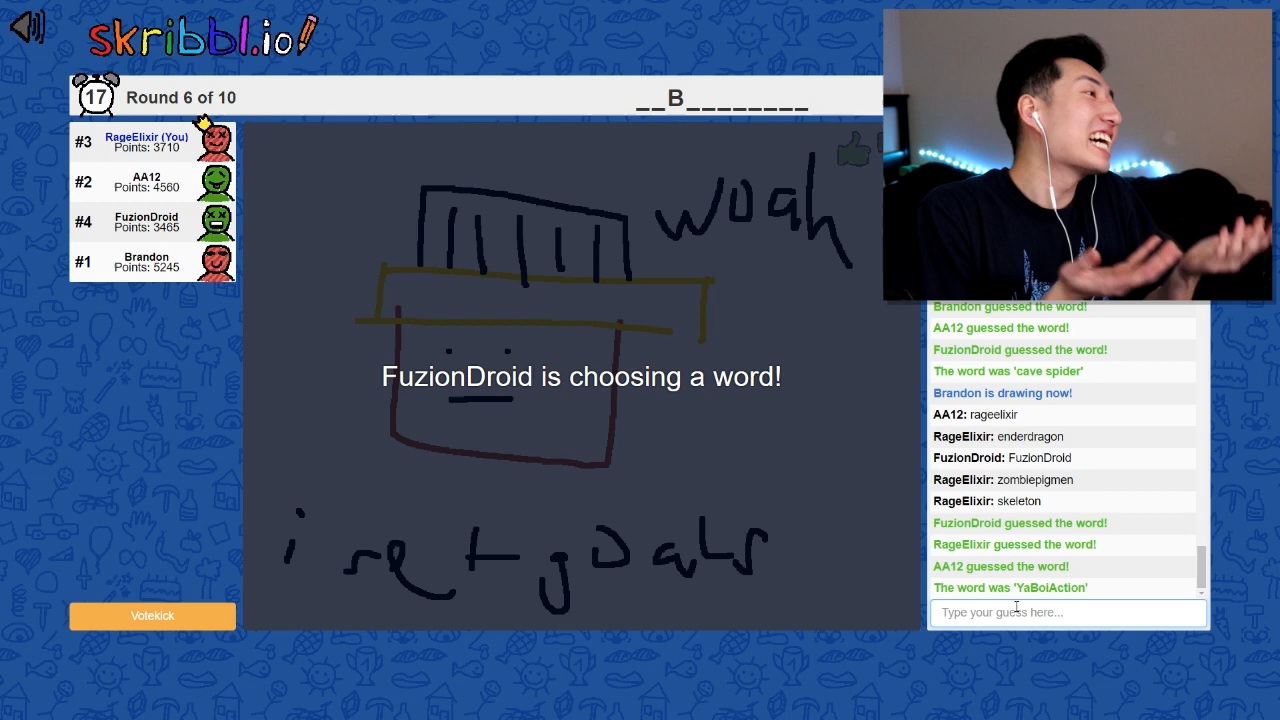 skribbl.io!
17 Round 6 of 10 __B________
#3 RageElixir (You)
Points: 3710
#2 AA12
Points: 4560
#4 FuzionDroid
Points: 3465
#1 Brandon
Points: 5245
Votekick
woah
FuzionDroid is choosing a word!
goats
Brandon guessed the word!
AA12 guessed the word!
FuzionDroid guessed the word!
The word was 'cave spider'
Brandon is drawing now!
AA12: rageelixir
RageElixir: enderdragon
FuzionDroid: FuzionDroid
RageElixir: zombiepigmen
RageElixir: skeleton
FuzionDroid guessed the word!
RageElixir guessed the word!
AA12 guessed the word!
The word was 'YaBoiAction'
Type your guess here...